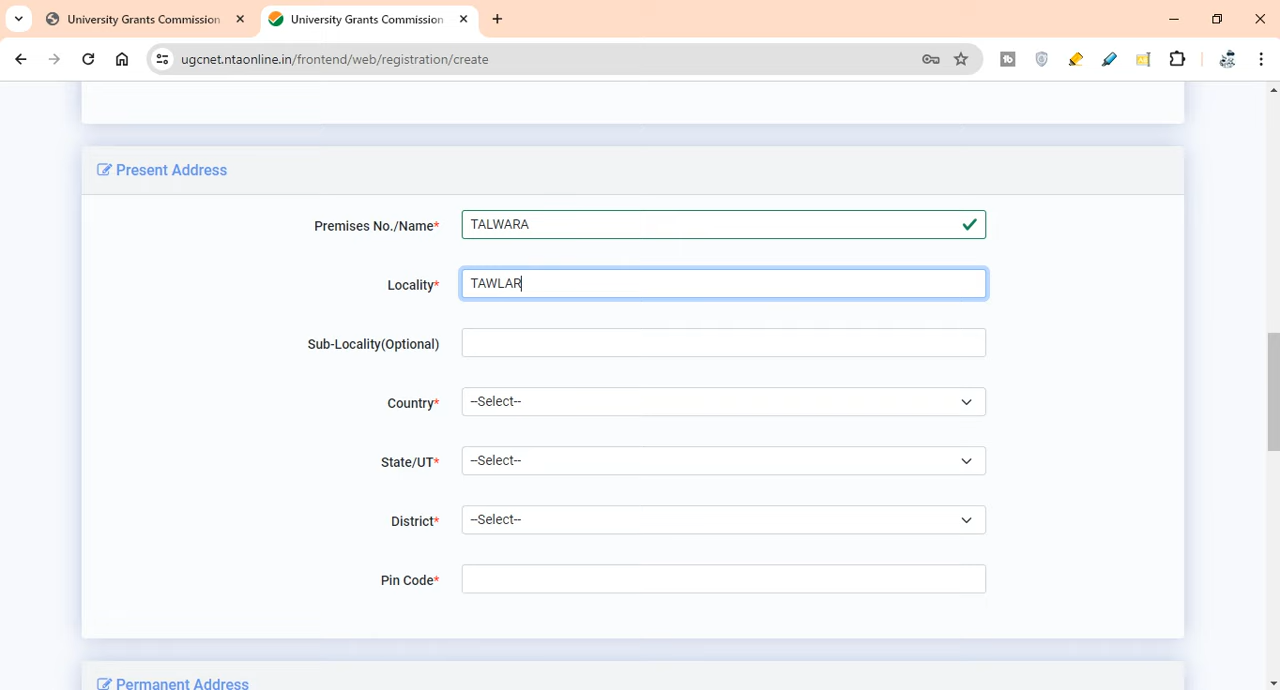 University Grants Commission
University Grants Commission
ugcnet.ntaonline.in/frontend/web/registration/create
Present Address
Premises No./Name* TALWARA
Locality* TAWLAR
Sub-Locality(Optional)
Country* --Select--
State/UT* --Select--
District* --Select--
Pin Code*
Permanent Address